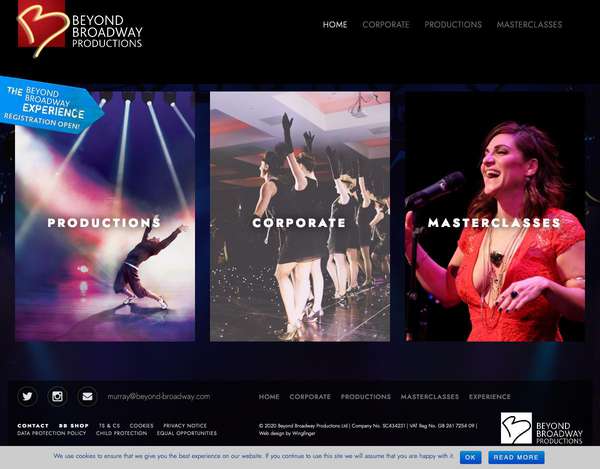 BEYOND
BROADWAY
PRODUCTIONS
HOME CORPORATE PRODUCTIONS MASTERCLASSES
THE BEYOND
BROADWAY
EXPERIENCE
REGISTRATION OPEN!
PRODUCTIONS
CORPORATE
MASTERCLASSES
murray@beyond-broadway.com
HOME CORPORATE PRODUCTIONS MASTERCLASSES EXPERIENCE
CONTACT BB SHOP TS & CS COOKIES PRIVACY NOTICE
DATA PROTECTION POLICY CHILD PROTECTION EQUAL OPPORTUNITIES
© 2020 Beyond Broadway Productions Ltd | Company No. SC434231 | VAT Reg No. GB 261 7254 09 |
Web design by Wingfinger
BEYOND
BROADWAY
PRODUCTIONS
We use cookies to ensure that we give you the best experience on our website. If you continue to use this site we will assume that you are happy with it. OK READ MORE